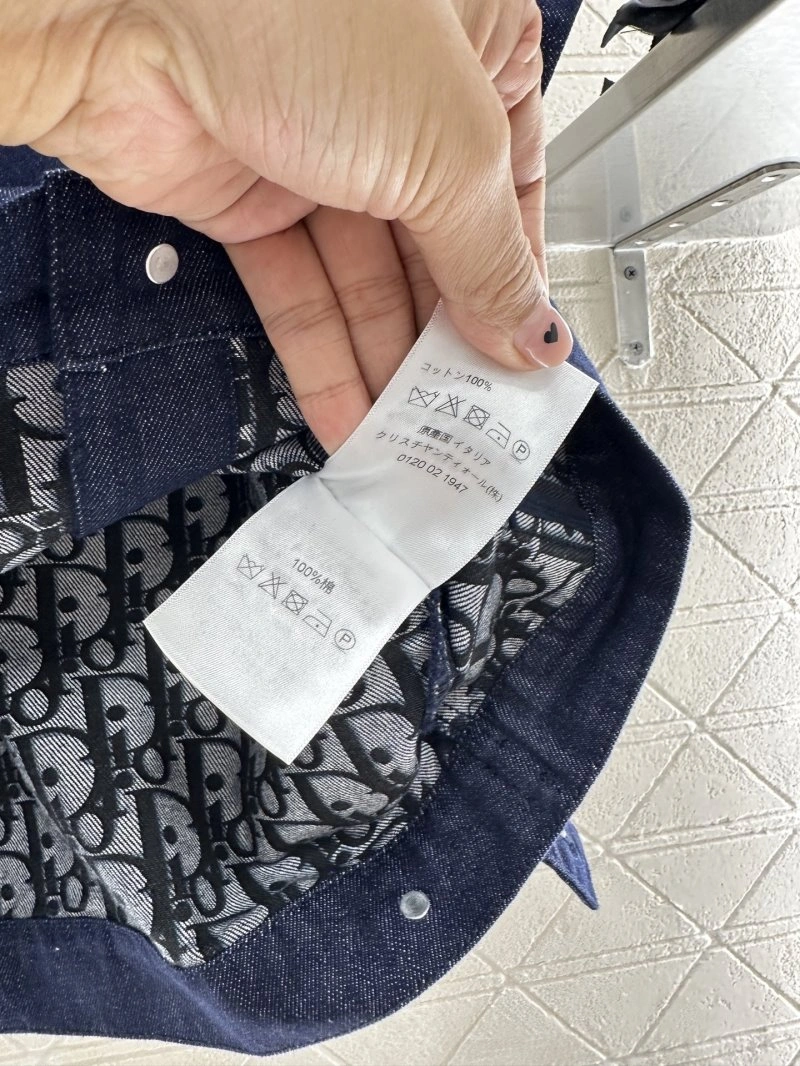 コットン100%
P
原産国 イタリア
クリスチャンディオール(株)
0120 02 1947
100%棉
P
Dior